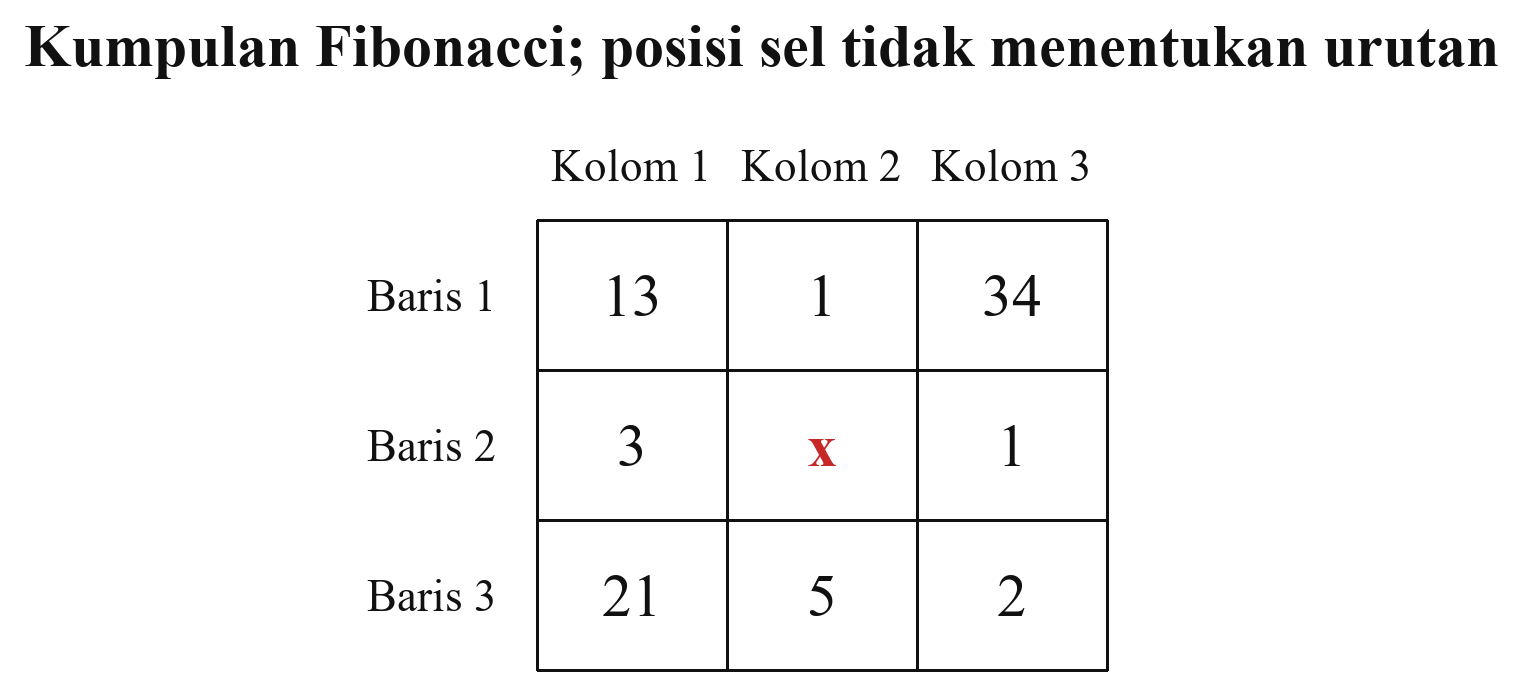 Kumpulan Fibonacci; posisi sel tidak menentukan urutan
Kolom 1 Kolom 2 Kolom 3
Baris 1 13 1 34
Baris 2 3 x 1
Baris 3 21 5 2